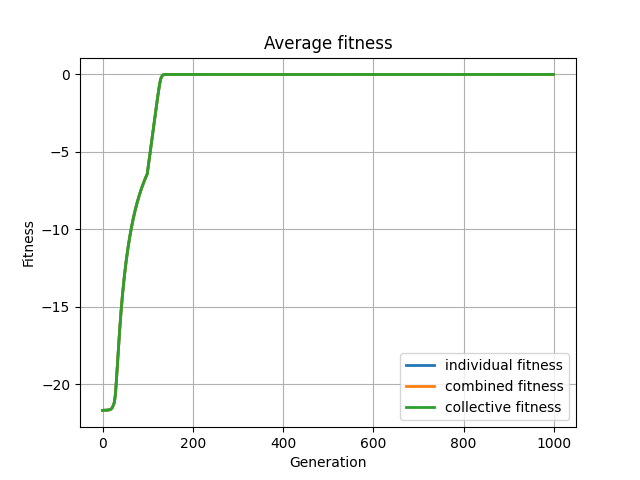 Average fitness
Fitness
0
−5
−10
−15
−20
0 200 400 600 800 1000
Generation
individual fitness
combined fitness
collective fitness